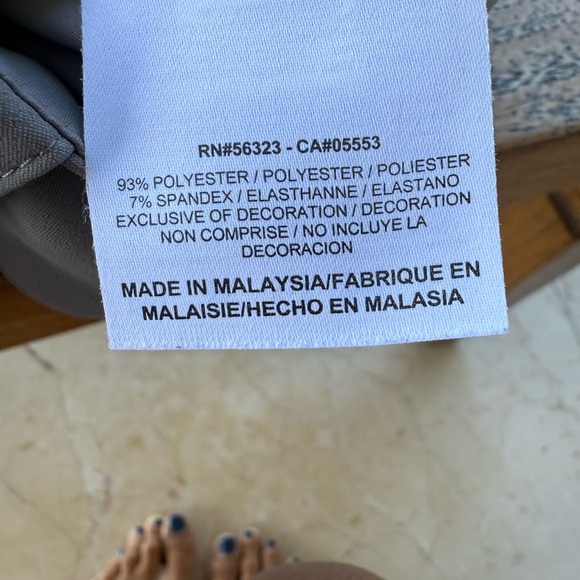 RN#56323 - CA#05553
93% POLYESTER / POLYESTER / POLIESTER
7% SPANDEX / ELASTHANNE / ELASTANO
EXCLUSIVE OF DECORATION / DECORATION
NON COMPRISE / NO INCLUYE LA
DECORACION
MADE IN MALAYSIA/FABRIQUE EN
MALAISIE/HECHO EN MALASIA